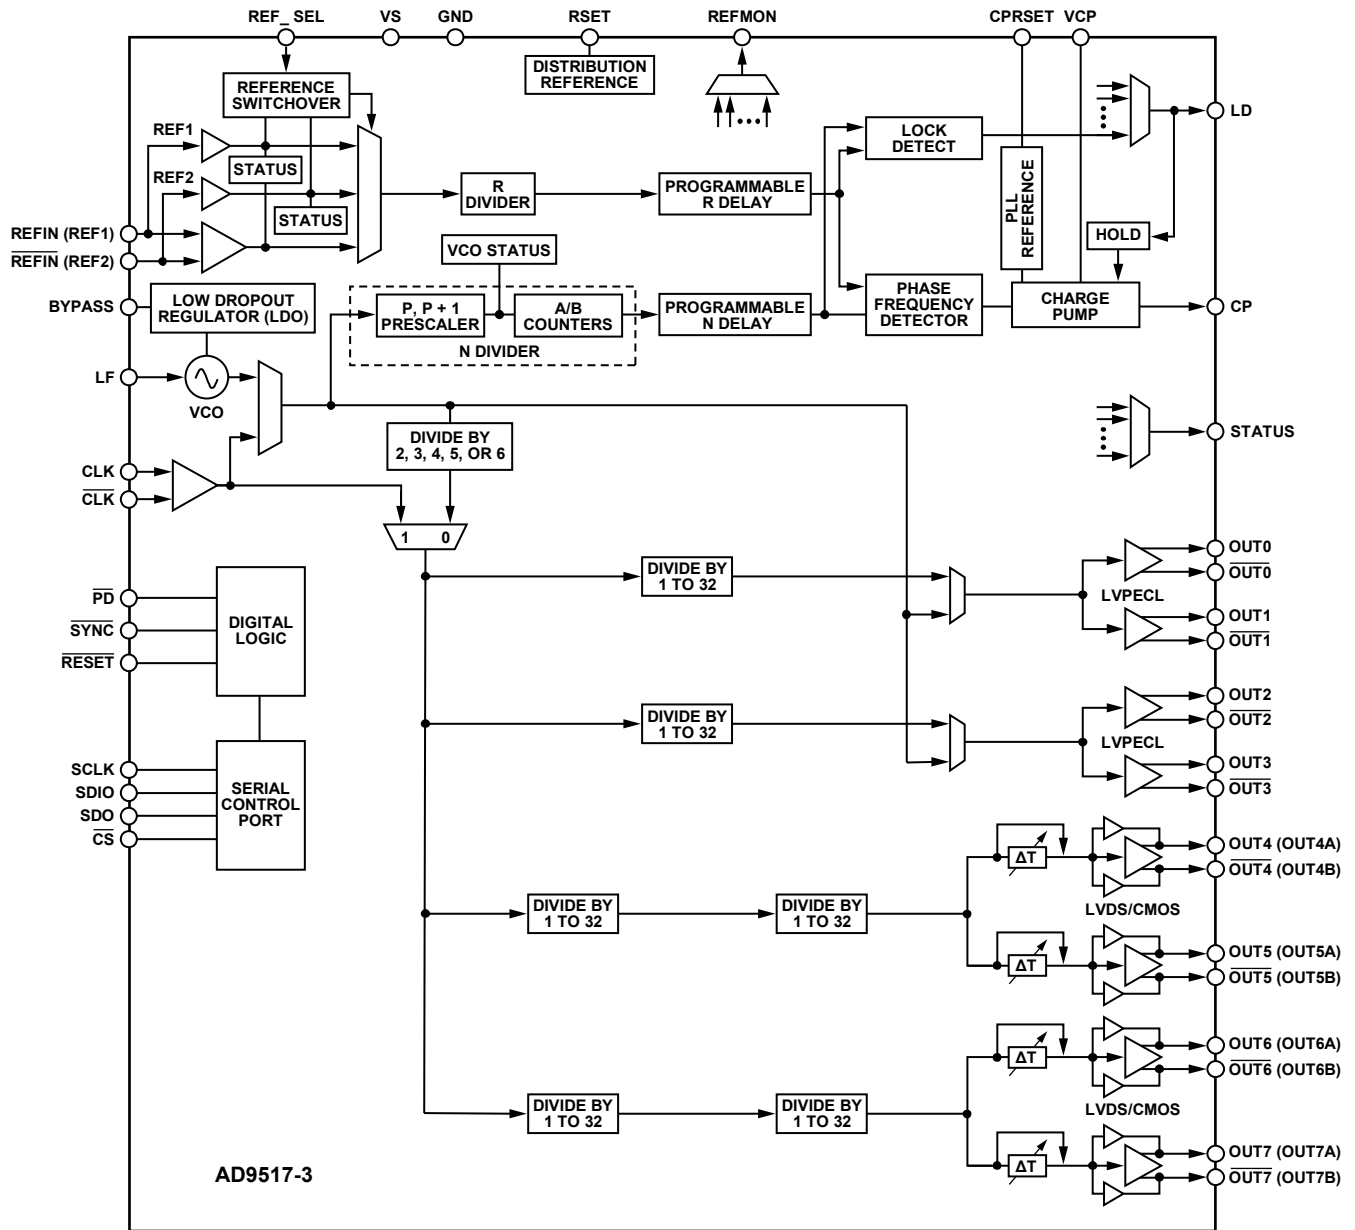 REF_ SEL
VS
GND
RSET
REFMON
CPRSET
VCP
DISTRIBUTION
REFERENCE
REFERENCE
SWITCHOVER
REF1
STATUS
REF2
STATUS
R
DIVIDER
PROGRAMMABLE
R DELAY
LOCK
DETECT
LD
PLL
REFERENCE
HOLD
REFIN (REF1)
REFIN (REF2)
BYPASS
LOW DROPOUT
REGULATOR (LDO)
VCO STATUS
P, P + 1
PRESCALER
A/B
COUNTERS
N DIVIDER
PROGRAMMABLE
N DELAY
PHASE
FREQUENCY
DETECTOR
CHARGE
PUMP
CP
LF
VCO
STATUS
DIVIDE BY
2, 3, 4, 5, OR 6
CLK
CLK
1
0
DIVIDE BY
1 TO 32
OUT0
OUT0
LVPECL
OUT1
OUT1
PD
SYNC
RESET
DIGITAL
LOGIC
DIVIDE BY
1 TO 32
OUT2
OUT2
LVPECL
OUT3
OUT3
SCLK
SDIO
SDO
CS
SERIAL
CONTROL
PORT
ΔT
OUT4 (OUT4A)
OUT4 (OUT4B)
DIVIDE BY
1 TO 32
DIVIDE BY
1 TO 32
LVDS/CMOS
ΔT
OUT5 (OUT5A)
OUT5 (OUT5B)
ΔT
OUT6 (OUT6A)
OUT6 (OUT6B)
DIVIDE BY
1 TO 32
DIVIDE BY
1 TO 32
LVDS/CMOS
ΔT
OUT7 (OUT7A)
OUT7 (OUT7B)
AD9517-3